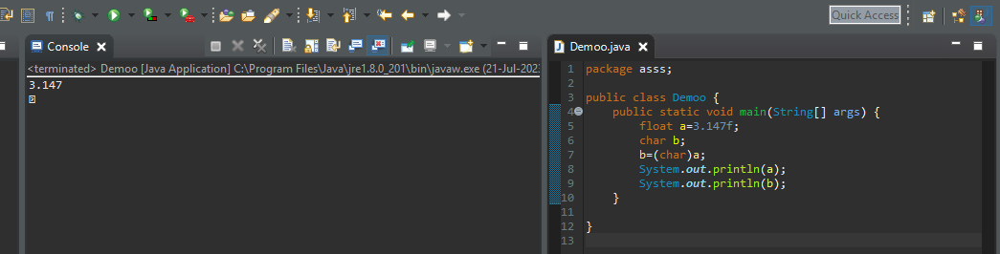 Quick Access
Console
<terminated> Demoo [Java Application] C:\Program Files\Java\jre1.8.0_201\bin\javaw.exe (21-Jul-2023
3.147
Demoo.java
1 package asss;
2
3 public class Demoo {
4 public static void main(String[] args) {
5 float a=3.147f;
6 char b;
7 b=(char)a;
8 System.out.println(a);
9 System.out.println(b);
10 }
11
12 }
13